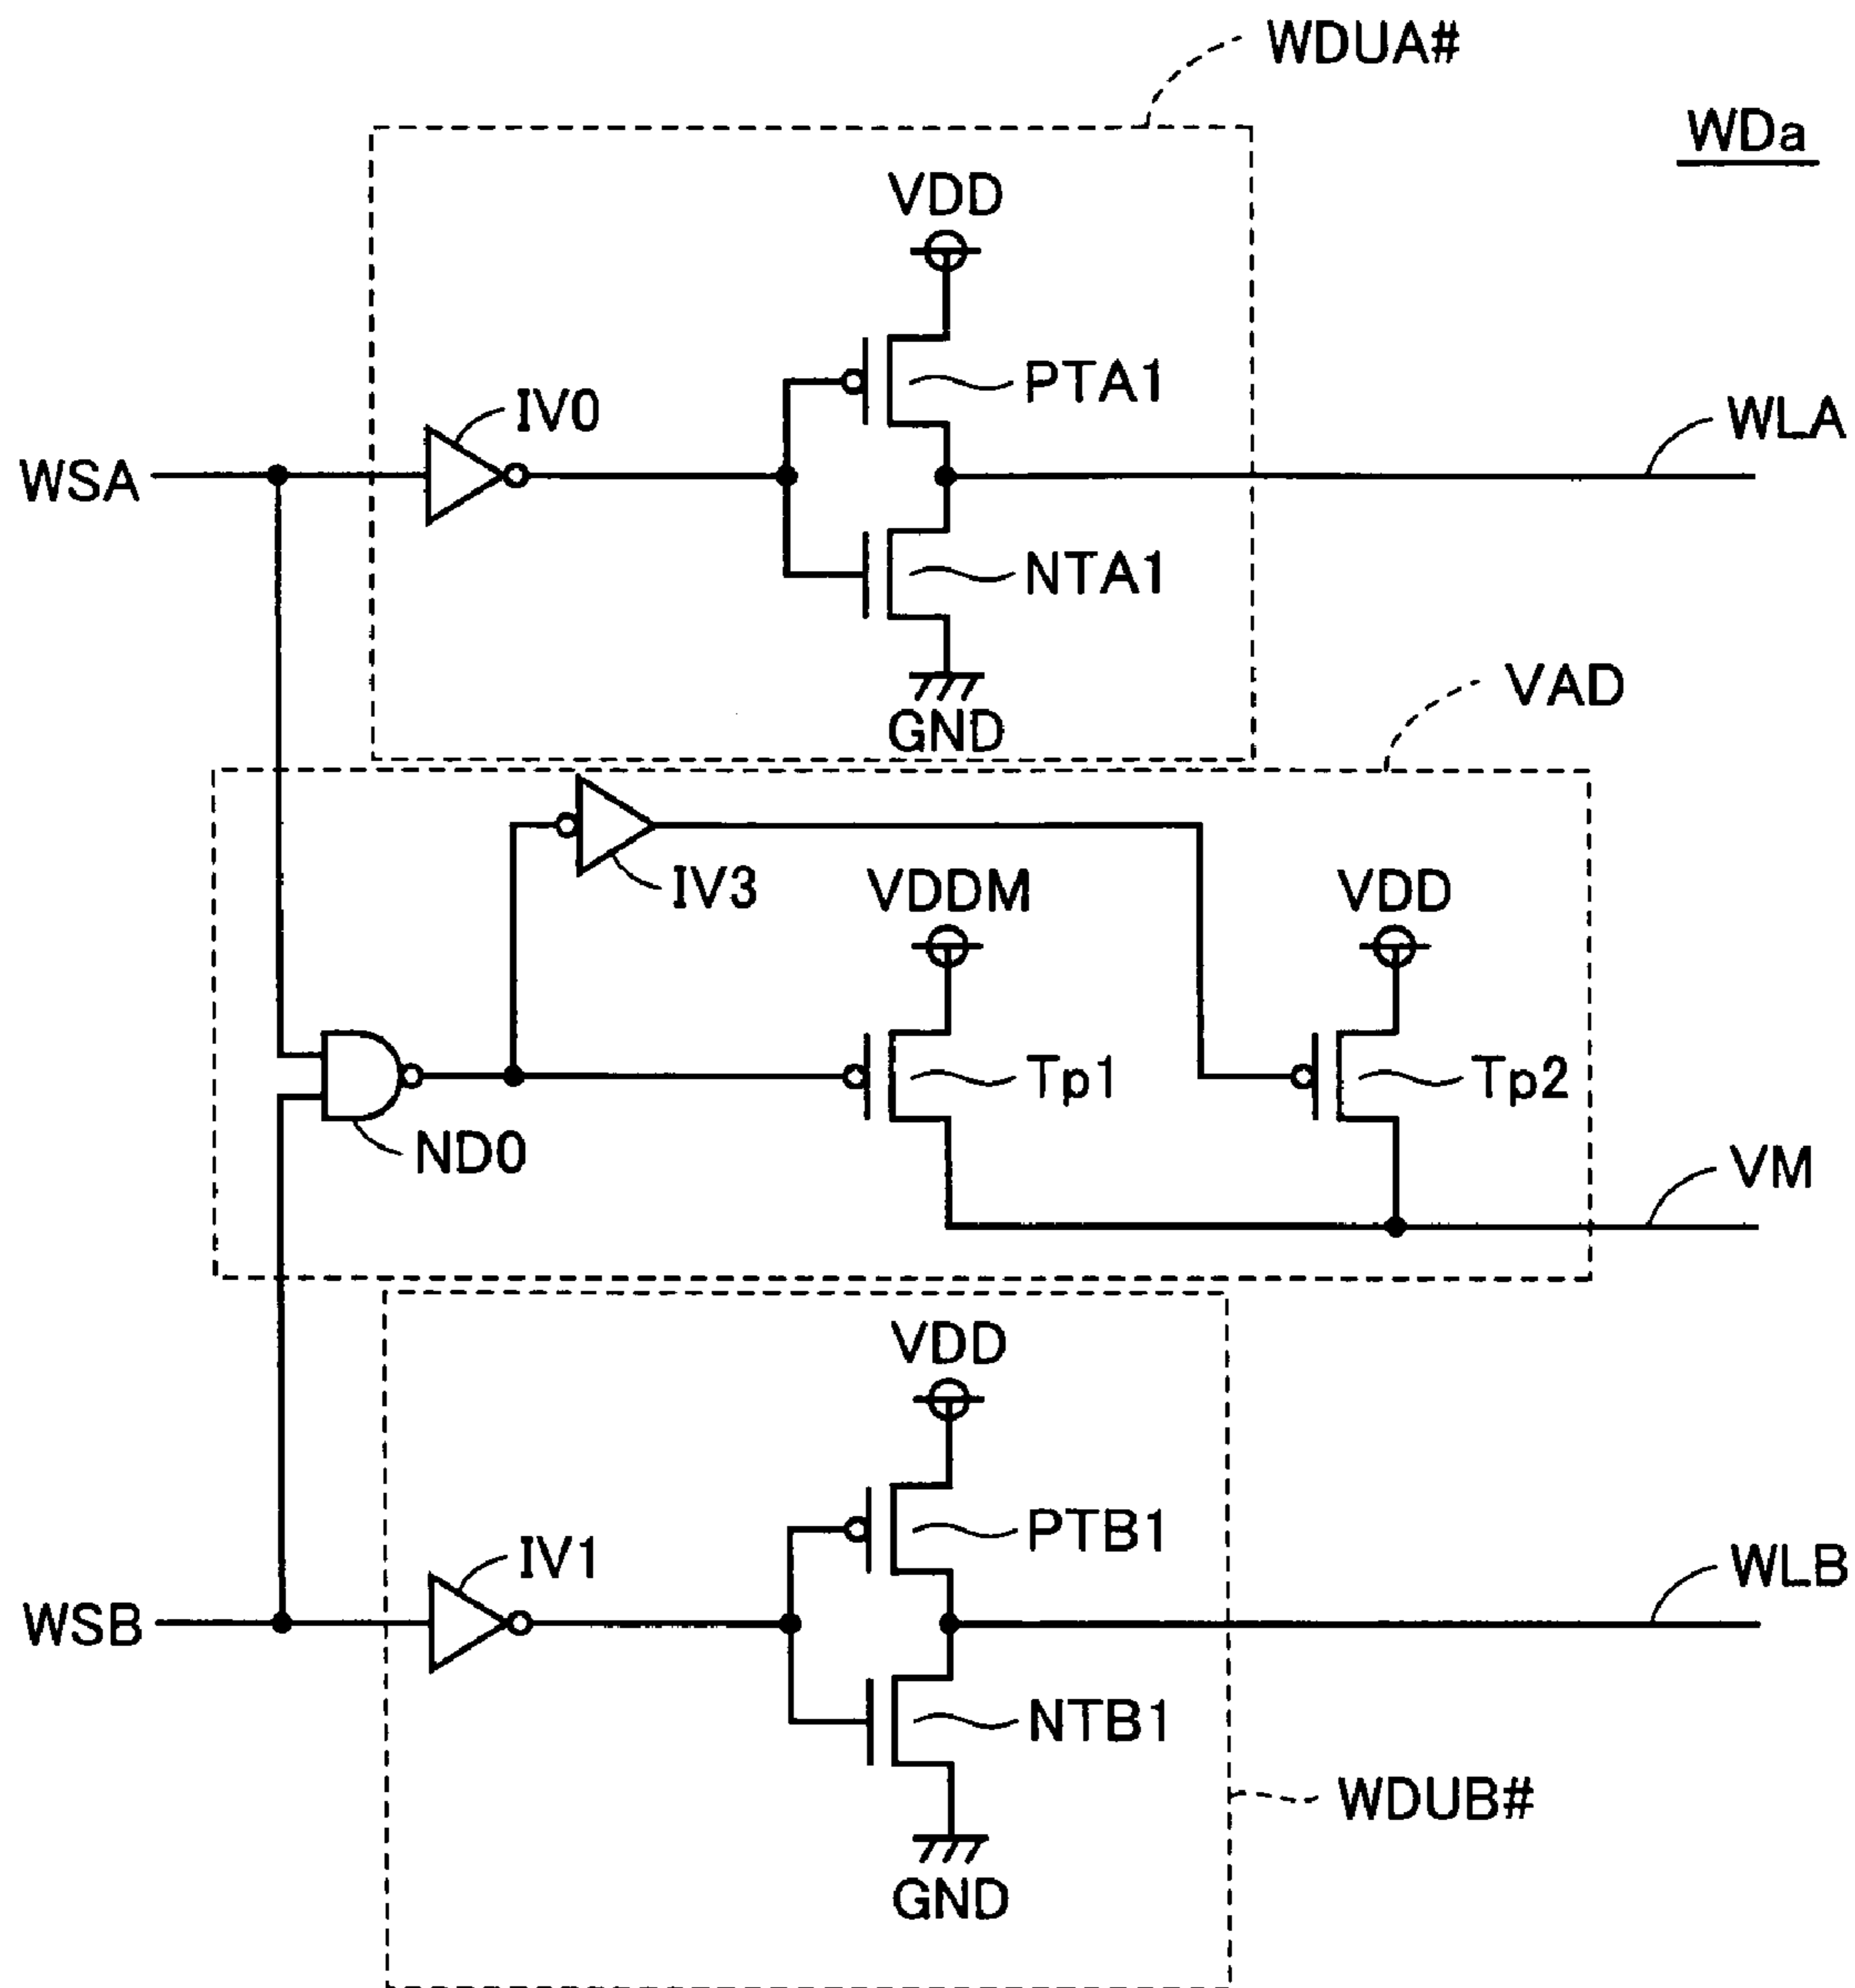 WDUA#
WDa
VDD
PTA1
IV0
WLA
WSA
NTA1
GND
VAD
IV3
VDDM
VDD
Tp1
Tp2
ND0
VM
VDD
PTB1
IV1
WLB
WSB
NTB1
WDUB#
GND